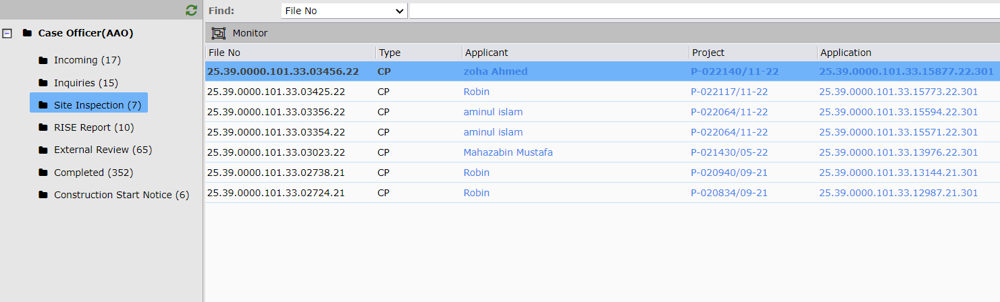 Find: File No
Case Officer(AAO)
Incoming (17)
Inquiries (15)
Site Inspection (7)
RISE Report (10)
External Review (65)
Completed (352)
Construction Start Notice (6)
Monitor
File No Type Applicant Project Application
25.39.0000.101.33.03456.22 CP zoha Ahmed P-022140/11-22 25.39.0000.101.33.15877.22.301
25.39.0000.101.33.03425.22 CP Robin P-022117/11-22 25.39.0000.101.33.15773.22.301
25.39.0000.101.33.03356.22 CP aminul islam P-022064/11-22 25.39.0000.101.33.15594.22.301
25.39.0000.101.33.03354.22 CP aminul islam P-022064/11-22 25.39.0000.101.33.15571.22.301
25.39.0000.101.33.03023.22 CP Mahazabin Mustafa P-021430/05-22 25.39.0000.101.33.13976.22.301
25.39.0000.101.33.02738.21 CP Robin P-020940/09-21 25.39.0000.101.33.13144.21.301
25.39.0000.101.33.02724.21 CP Robin P-020834/09-21 25.39.0000.101.33.12987.21.301